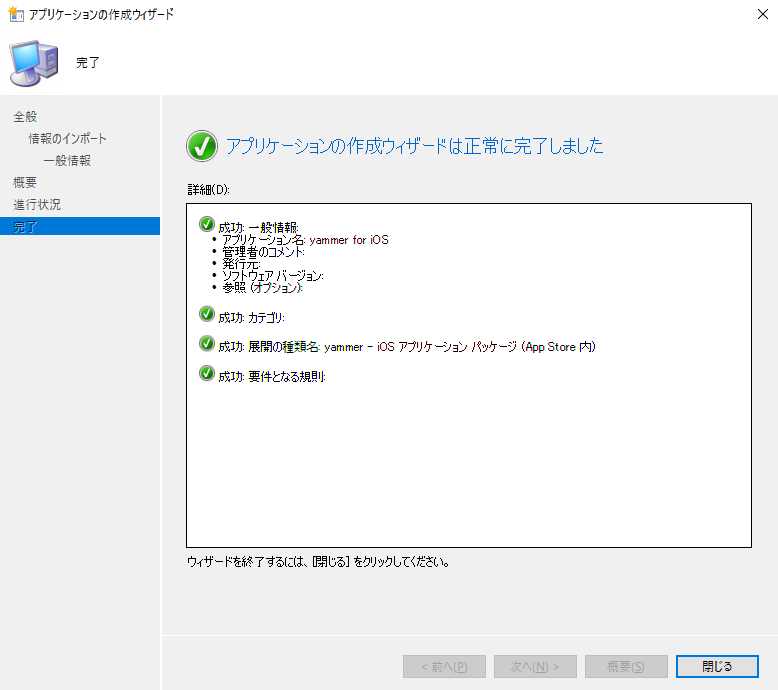 アプリケーションの作成ウィザード
完了
全般
情報のインポート
一般情報
概要
進行状況
完了
アプリケーションの作成ウィザードは正常に完了しました
詳細(D):
成功: 一般情報:
• アプリケーション名: yammer for iOS
• 管理者のコメント:
• 発行元:
• ソフトウェア バージョン:
• 参照 (オプション):
成功: カテゴリ:
成功: 展開の種類名: yammer - iOS アプリケーション パッケージ (App Store 内)
成功: 要件となる規則:
ウィザードを終了するには、[閉じる] をクリックしてください。
< 前へ(P)
次へ(N) >
概要(S)
閉じる